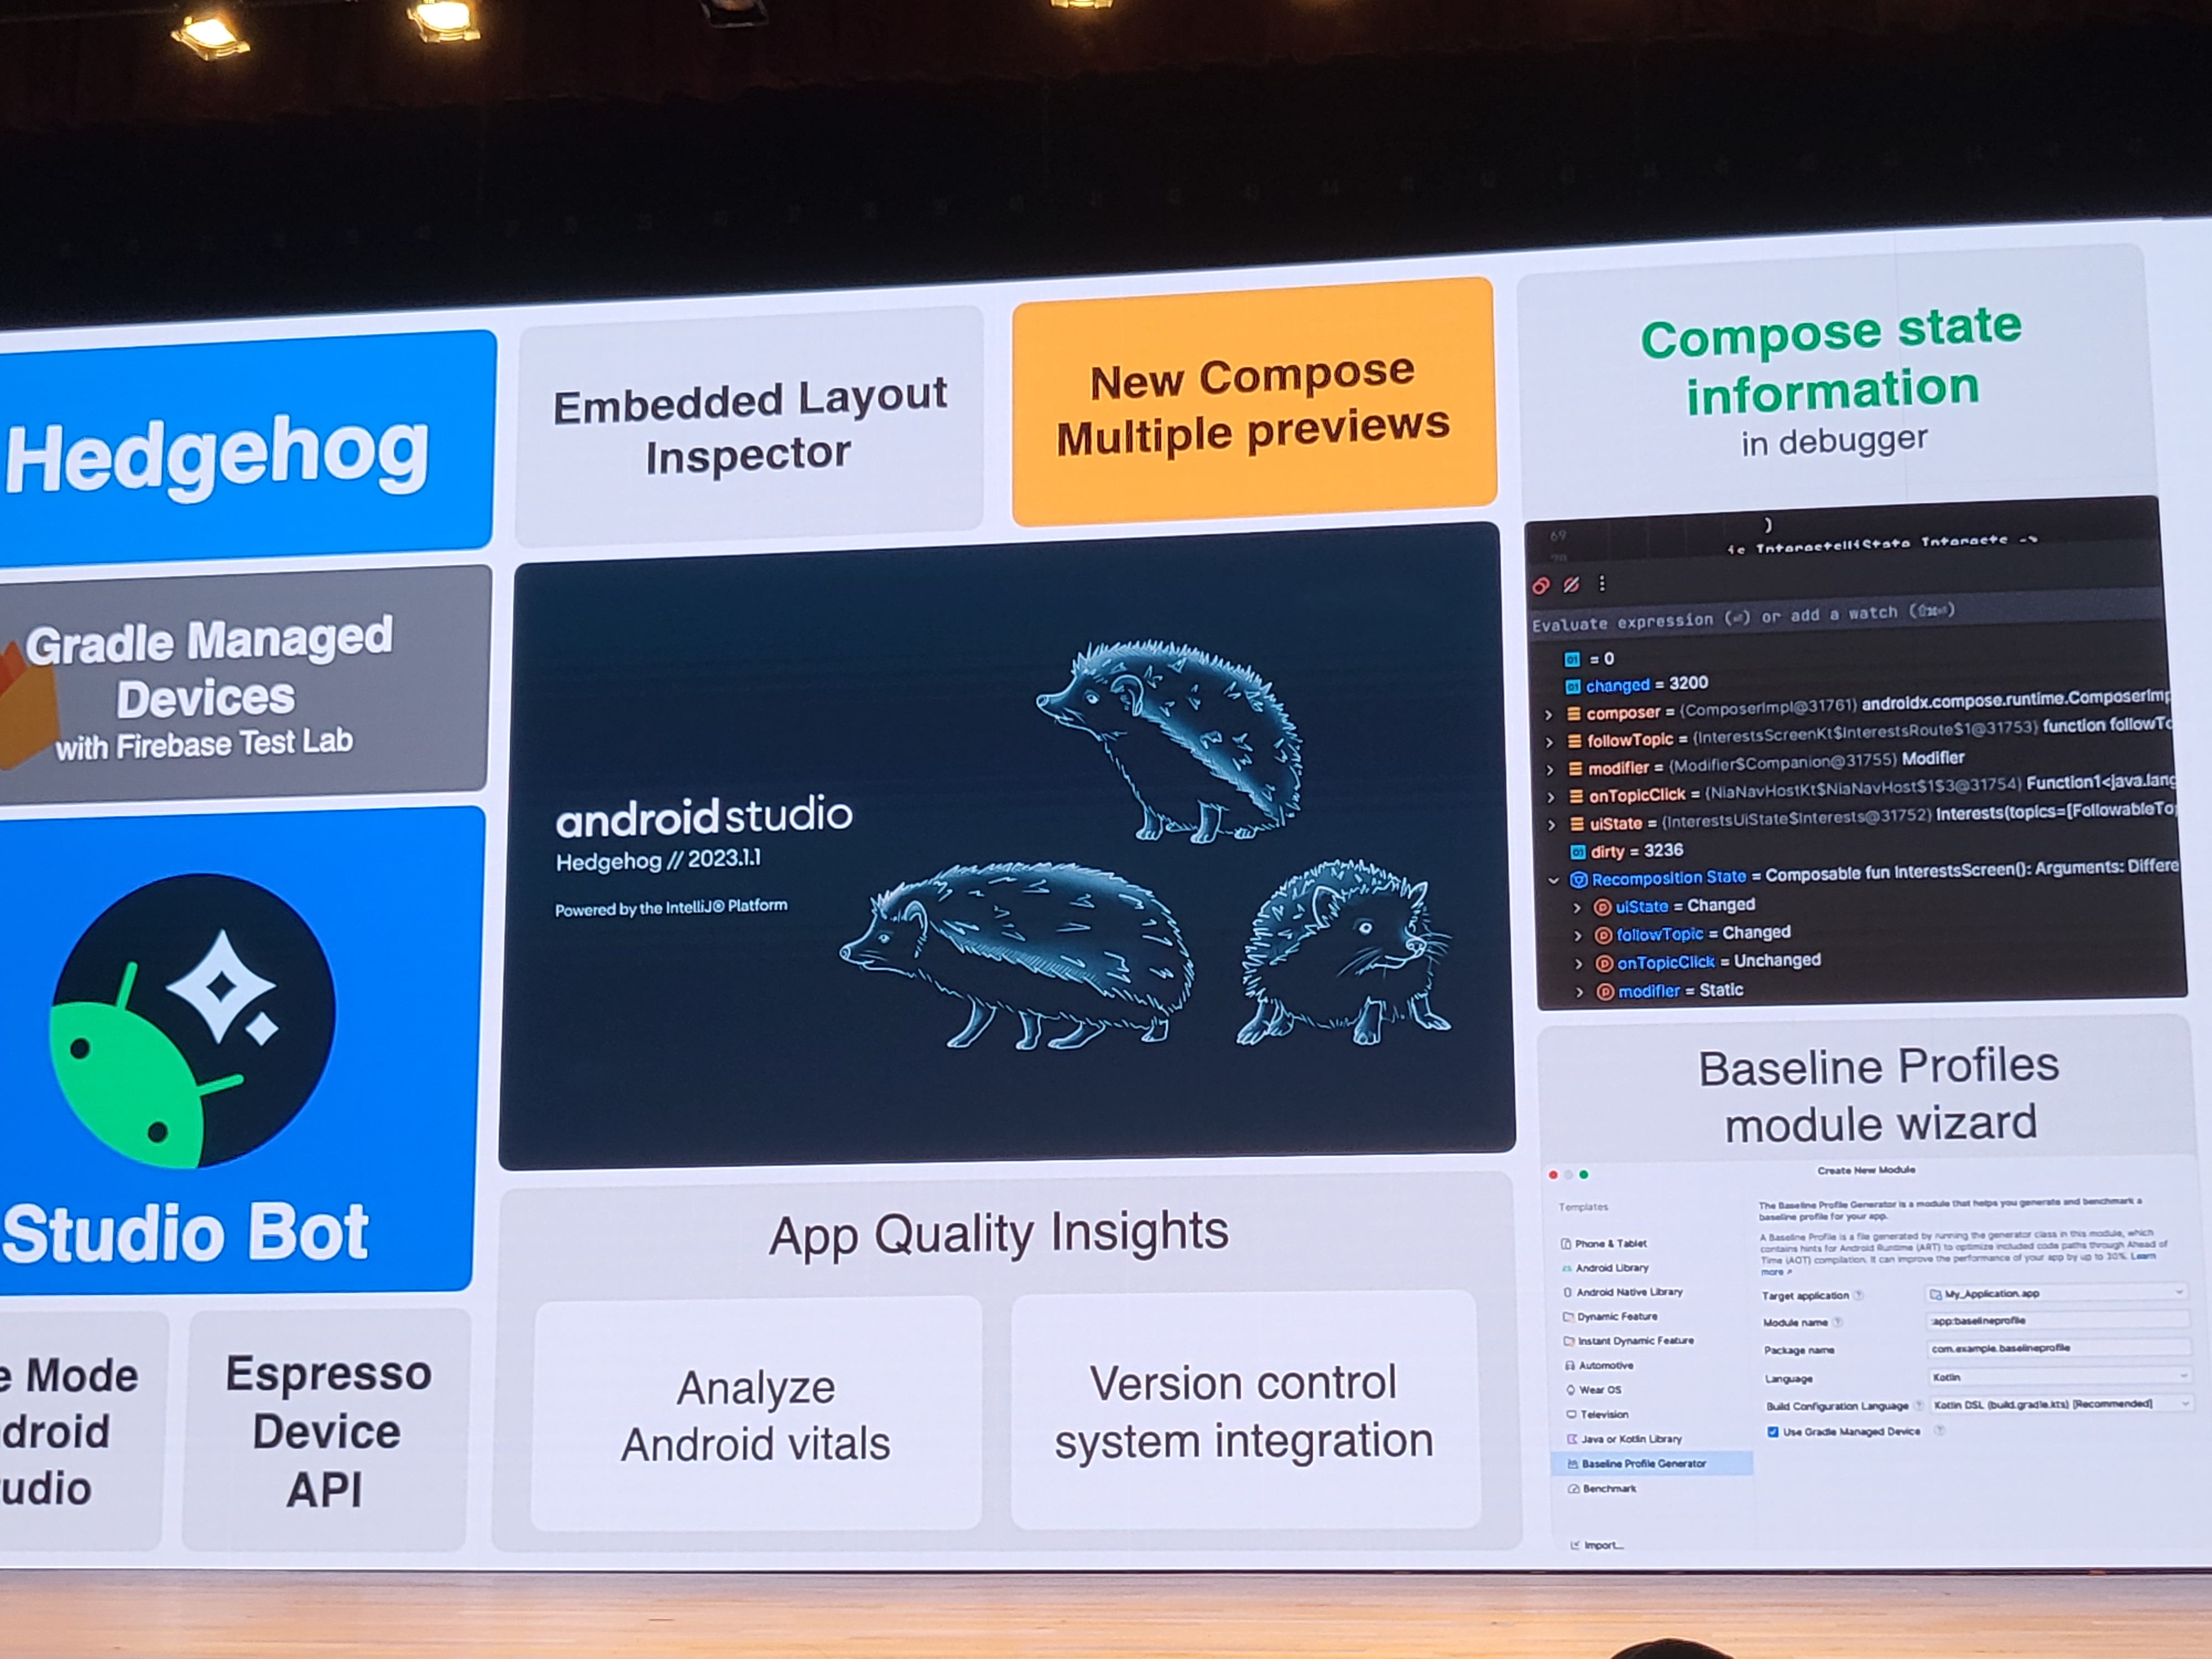 Hedgehog
Embedded Layout
Inspector
New Compose
Multiple previews
Compose state
information
in debugger
Gradle Managed
Devices
with Firebase Test Lab
androidstudio
Hedgehog // 2023.1.1
Powered by the IntelliJ® Platform
69
)
Evaluate expression (⏎) or add a watch (⇧⌘⏎)
= 0
changed = 3200
composer = {ComposerImpl@31761} androidx.compose.runtime.ComposerImp
followTopic = {InterestsScreenKt$InterestsRoute$1@31753} function followTo
modifier = {Modifier$Companion@31755} Modifier
onTopicClick = {NiaNavHostKt$NiaNavHost$1$3@31754} Function1<java.lang
uiState = {InterestsUiState$Interests@31752} Interests(topics=[FollowableTo
dirty = 3236
Recomposition State = Composable fun InterestsScreen(): Arguments: Differe
uiState = Changed
followTopic = Changed
onTopicClick = Unchanged
modifier = Static
Studio Bot
e Mode
droid
udio
Espresso
Device
API
App Quality Insights
Analyze
Android vitals
Version control
system integration
Baseline Profiles
module wizard
Create New Module
Templates
Phone & Tablet
Android Library
Android Native Library
Dynamic Feature
Instant Dynamic Feature
Automotive
Wear OS
Television
Java or Kotlin Library
Baseline Profile Generator
Benchmark
Import...
The Baseline Profile Generator is a module that helps you generate and benchmark a
baseline profile for your app.
A Baseline Profile is a file generated by running the generator class in this module, which
contains hints for Android Runtime (ART) to optimize included code paths through Ahead of
Time (AOT) compilation. It can improve the performance of your app by up to 30%. Learn
more ↗
Target application ? My_Application.app
Module name ? :app:baselineprofile
Package name com.example.baselineprofile
Language Kotlin
Build Configuration Language ? Kotlin DSL (build.gradle.kts) [Recommended]
Use Gradle Managed Device ?